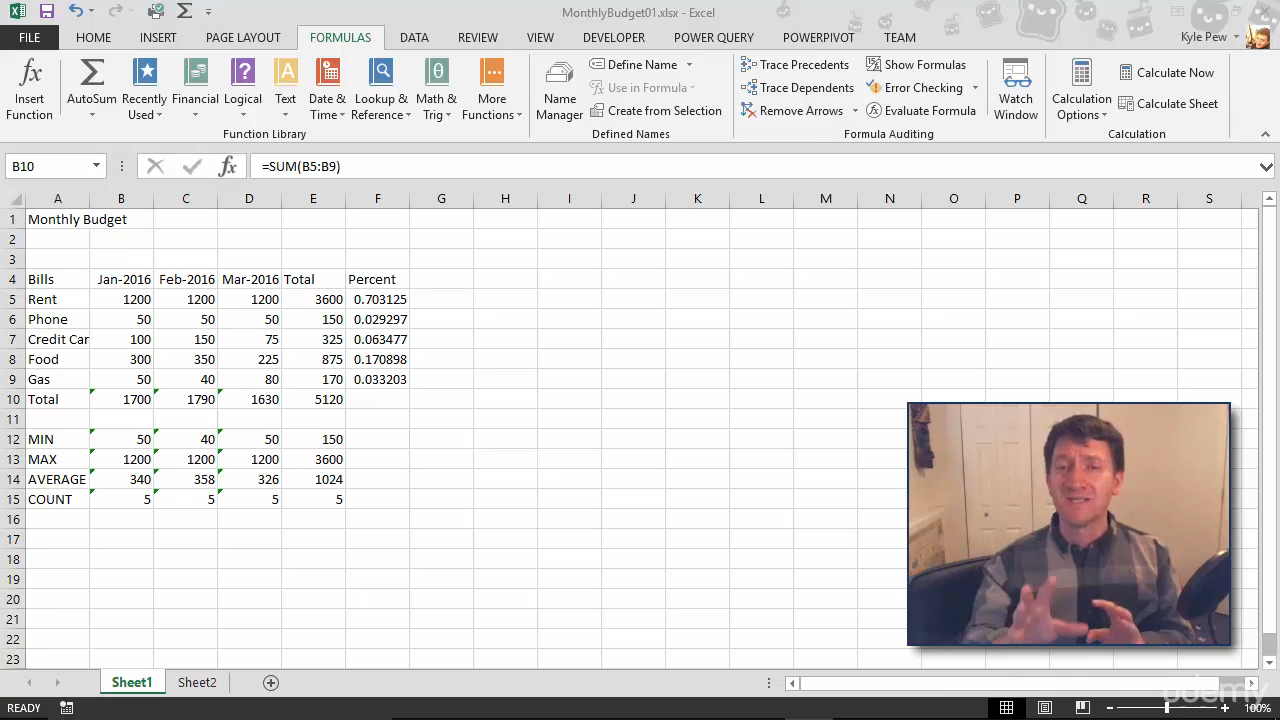 MonthlyBudget01.xlsx - Excel
FILE HOME INSERT PAGE LAYOUT FORMULAS DATA REVIEW VIEW DEVELOPER POWER QUERY POWERPIVOT TEAM Kyle Pew
Insert Function
AutoSum
Recently Used
Financial
Logical
Text
Date & Time
Lookup & Reference
Math & Trig
More Functions
Function Library
Name Manager
Define Name
Use in Formula
Create from Selection
Defined Names
Trace Precedents
Trace Dependents
Remove Arrows
Show Formulas
Error Checking
Evaluate Formula
Formula Auditing
Watch Window
Calculation Options
Calculate Now
Calculate Sheet
Calculation
B10 fx =SUM(B5:B9)
A B C D E F G H I J K L M N O P Q R S
1 Monthly Budget
2
3
4 Bills Jan-2016 Feb-2016 Mar-2016 Total Percent
5 Rent 1200 1200 1200 3600 0.703125
6 Phone 50 50 50 150 0.029297
7 Credit Car 100 150 75 325 0.063477
8 Food 300 350 225 875 0.170898
9 Gas 50 40 80 170 0.033203
10 Total 1700 1790 1630 5120
11
12 MIN 50 40 50 150
13 MAX 1200 1200 1200 3600
14 AVERAGE 340 358 326 1024
15 COUNT 5 5 5 5
16
17
18
19
20
21
22
23
Sheet1 Sheet2
udemy
READY 100%